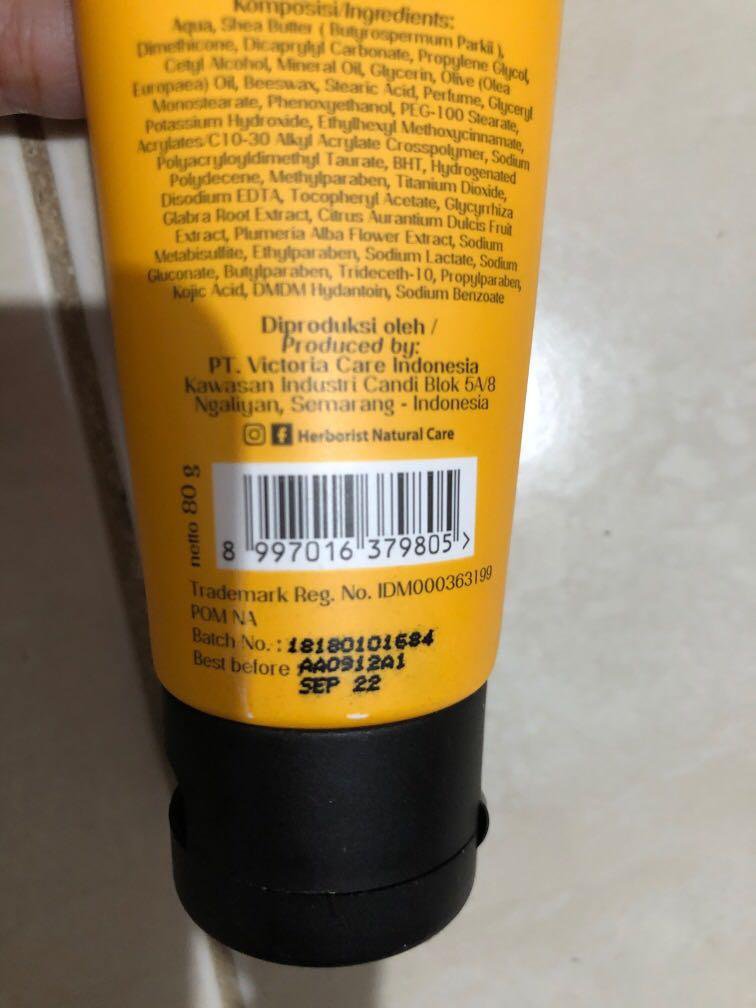 Komposisi/Ingredients:
Aqua, Shea Butter ( Butyrospermum Parkii ),
Dimethicone, Dicaprylyl Carbonate, Propylene Glycol,
Cetyl Alcohol, Mineral Oil, Glycerin, Olive (Olea
Europaea) Oil, Beeswax, Stearic Acid, Perfume, Glyceryl
Monostearate, Phenoxyethanol, PEG-100 Stearate,
Potassium Hydroxide, Ethylhexyl Methoxycinnamate,
Acrylates/C10-30 Alkyl Acrylate Crosspolymer, Sodium
Polyacryloyldimethyl Taurate, BHT, Hydrogenated
Polydecene, Methylparaben, Titanium Dioxide,
Disodium EDTA, Tocopheryl Acetate, Glycyrrhiza
Glabra Root Extract, Citrus Aurantium Dulcis Fruit
Extract, Plumeria Alba Flower Extract, Sodium
Metabisulfite, Ethylparaben, Sodium Lactate, Sodium
Gluconate, Butylparaben, Trideceth-10, Propylparaben,
Kojic Acid, DMDM Hydantoin, Sodium Benzoate
Diproduksi oleh /
Produced by:
PT. Victoria Care Indonesia
Kawasan Industri Candi Blok 5A/8
Ngaliyan, Semarang - Indonesia
Herborist Natural Care
netto 80 g
8 997016 379805 >
Trademark Reg. No. IDM000363199
POM NA
Batch No. : 18180101684
Best before AA0912A1
SEP 22